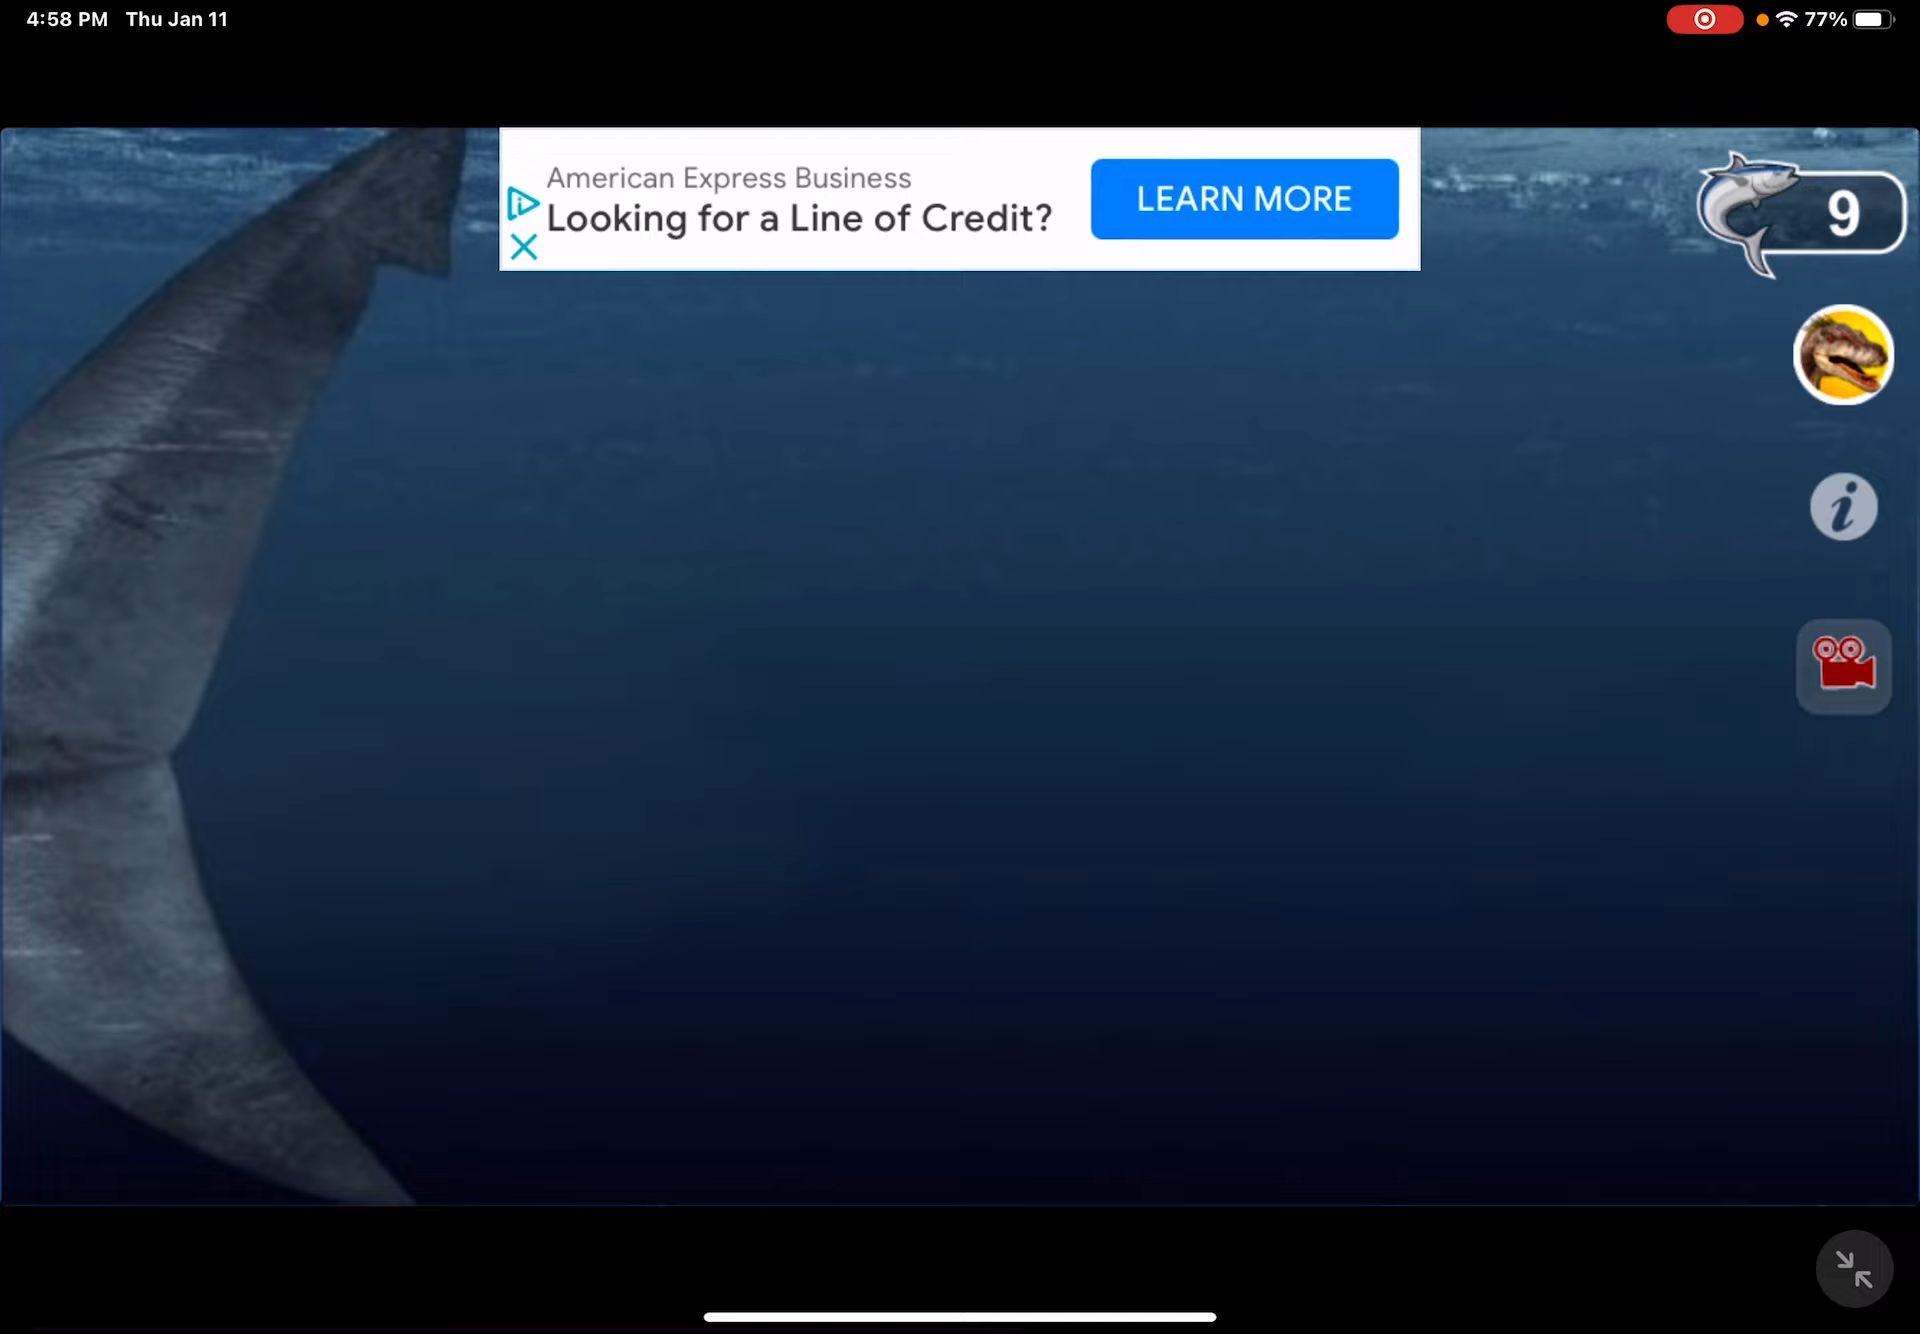 4:58 PM Thu Jan 11
77%
American Express Business
Looking for a Line of Credit?
LEARN MORE
9
i